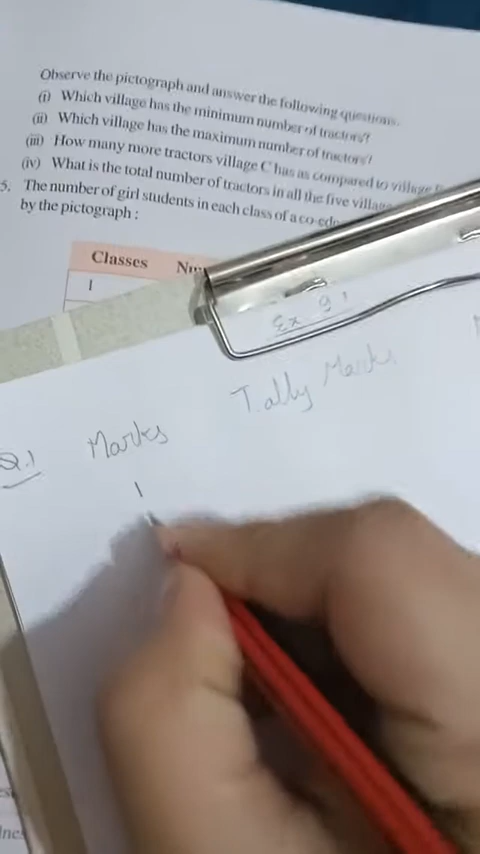 Observe the pictograph and answer the following questions.
(i) Which village has the minimum number of tractors?
(ii) Which village has the maximum number of tractors?
(iii) How many more tractors village C has as compared to village
(iv) What is the total number of tractors in all the five
5. The number of girl students in each class of a
by the pictograph :
Classes
1
Ex 9.1
Q.1 Marks Tally Marks
1